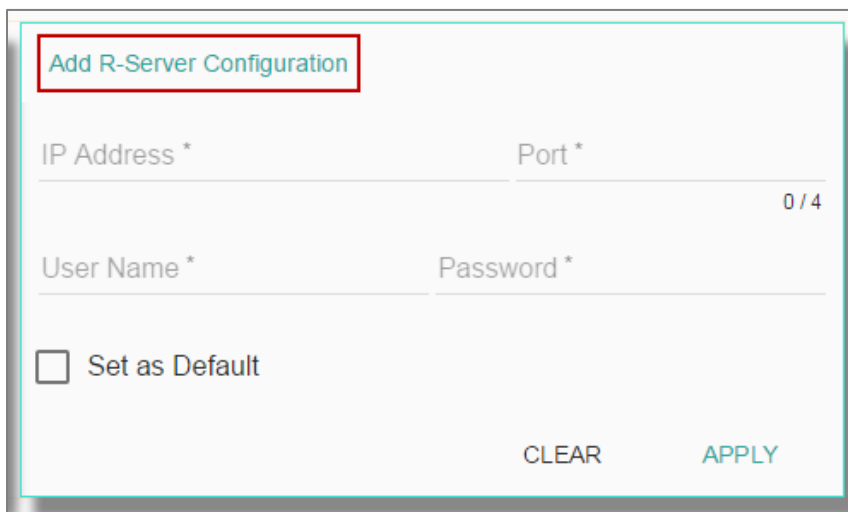 Add R-Server Configuration
IP Address * Port *
0 / 4
User Name * Password *
Set as Default
CLEAR APPLY